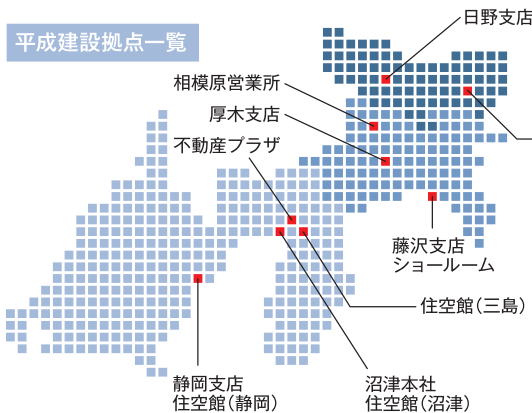 平成建設拠点一覧
日野支店
相模原営業所
厚木支店
不動産プラザ
藤沢支店
ショールーム
住空館(三島)
静岡支店
住空館(静岡)
沼津本社
住空館(沼津)